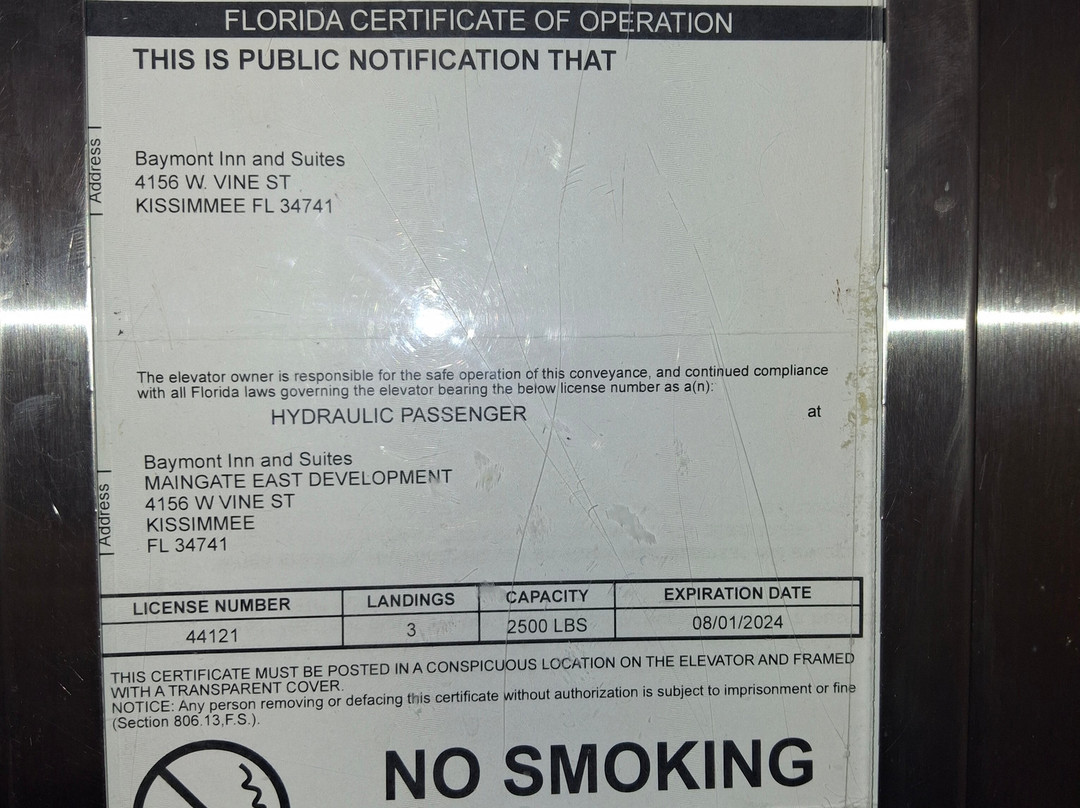 FLORIDA CERTIFICATE OF OPERATION
THIS IS PUBLIC NOTIFICATION THAT
Address
Baymont Inn and Suites
4156 W. VINE ST
KISSIMMEE FL 34741
The elevator owner is responsible for the safe operation of this conveyance, and continued compliance
with all Florida laws governing the elevator bearing the below license number as a(n):
HYDRAULIC PASSENGER at
Address
Baymont Inn and Suites
MAINGATE EAST DEVELOPMENT
4156 W VINE ST
KISSIMMEE
FL 34741
LICENSE NUMBER LANDINGS CAPACITY EXPIRATION DATE
44121 3 2500 LBS 08/01/2024
THIS CERTIFICATE MUST BE POSTED IN A CONSPICUOUS LOCATION ON THE ELEVATOR AND FRAMED
WITH A TRANSPARENT COVER.
NOTICE: Any person removing or defacing this certificate without authorization is subject to imprisonment or fine
(Section 806.13,F.S.).
NO SMOKING